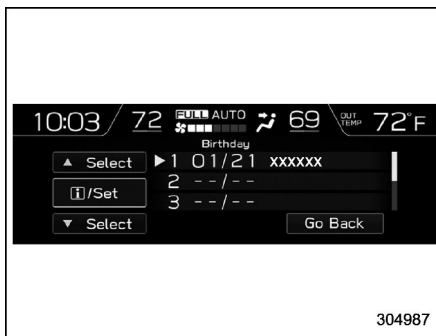 10:03 72 FULL AUTO 69 OUT TEMP 72°F
Birthday
▲ Select ▶1 01/21 xxxxxx
i/Set 2 --/--
▼ Select 3 --/--
Go Back
304987